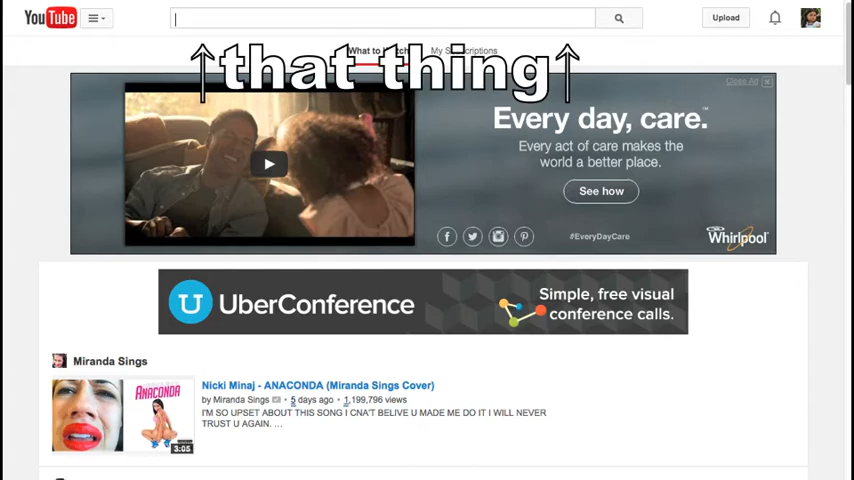 YouTube
Upload
What to Watch My Subscriptions
↑that thing↑
Close Ad x
Every day, care.™
Every act of care makes the
world a better place.
See how
#EveryDayCare
Whirlpool
U UberConference
Simple, free visual
conference calls.
Miranda Sings
Nicki Minaj - ANACONDA (Miranda Sings Cover)
by Miranda Sings • 5 days ago • 1,199,796 views
I'M SO UPSET ABOUT THIS SONG I CNA'T BELIVE U MADE ME DO IT I WILL NEVER
TRUST U AGAIN. ...
ANACONDA
3:05